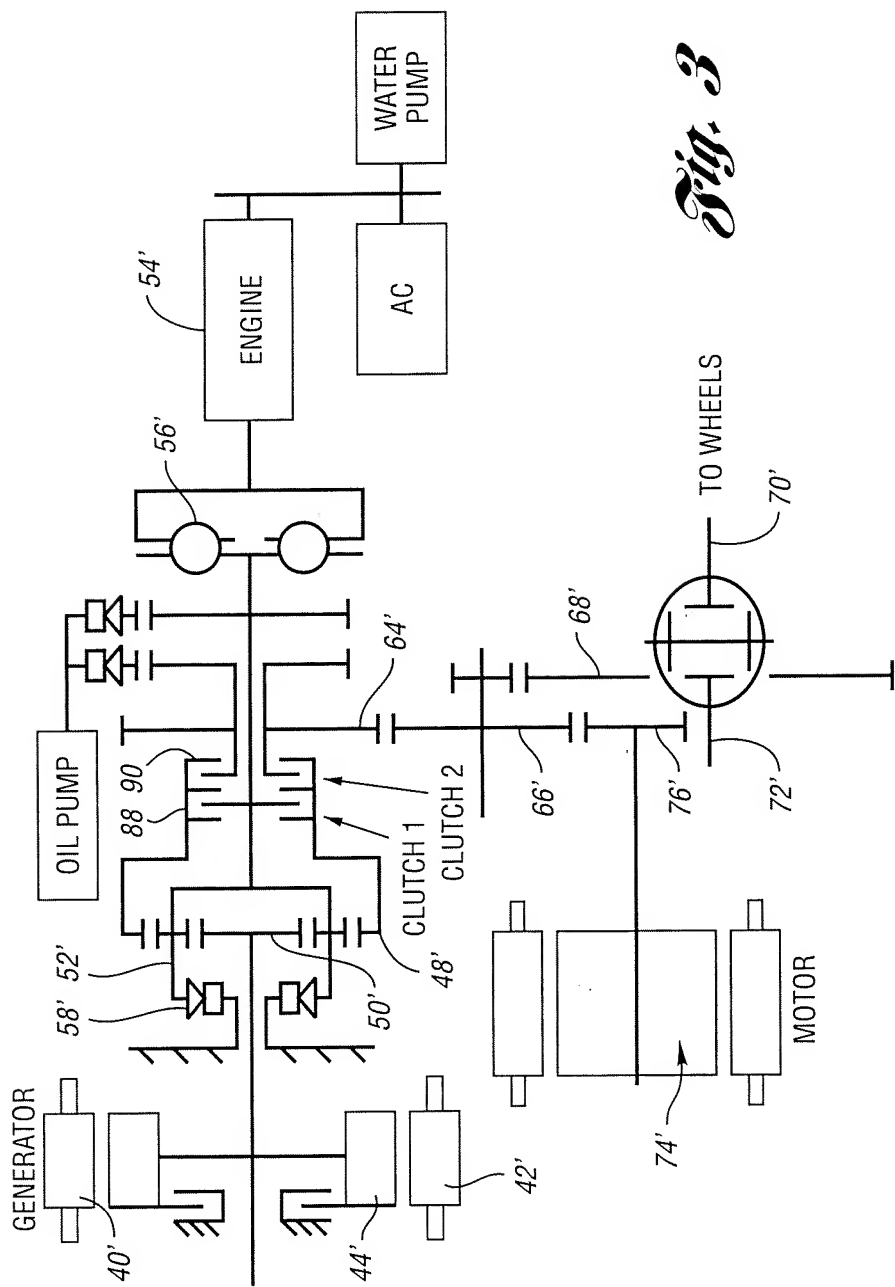 GENERATOR
40'
44'
42'
58'
52'
50'
48'
OIL PUMP
88
90
CLUTCH 1
CLUTCH 2
64'
56'
54'
ENGINE
AC
WATER
PUMP
MOTOR
74'
66'
76'
68'
72'
70'
TO WHEELS
Fig. 3